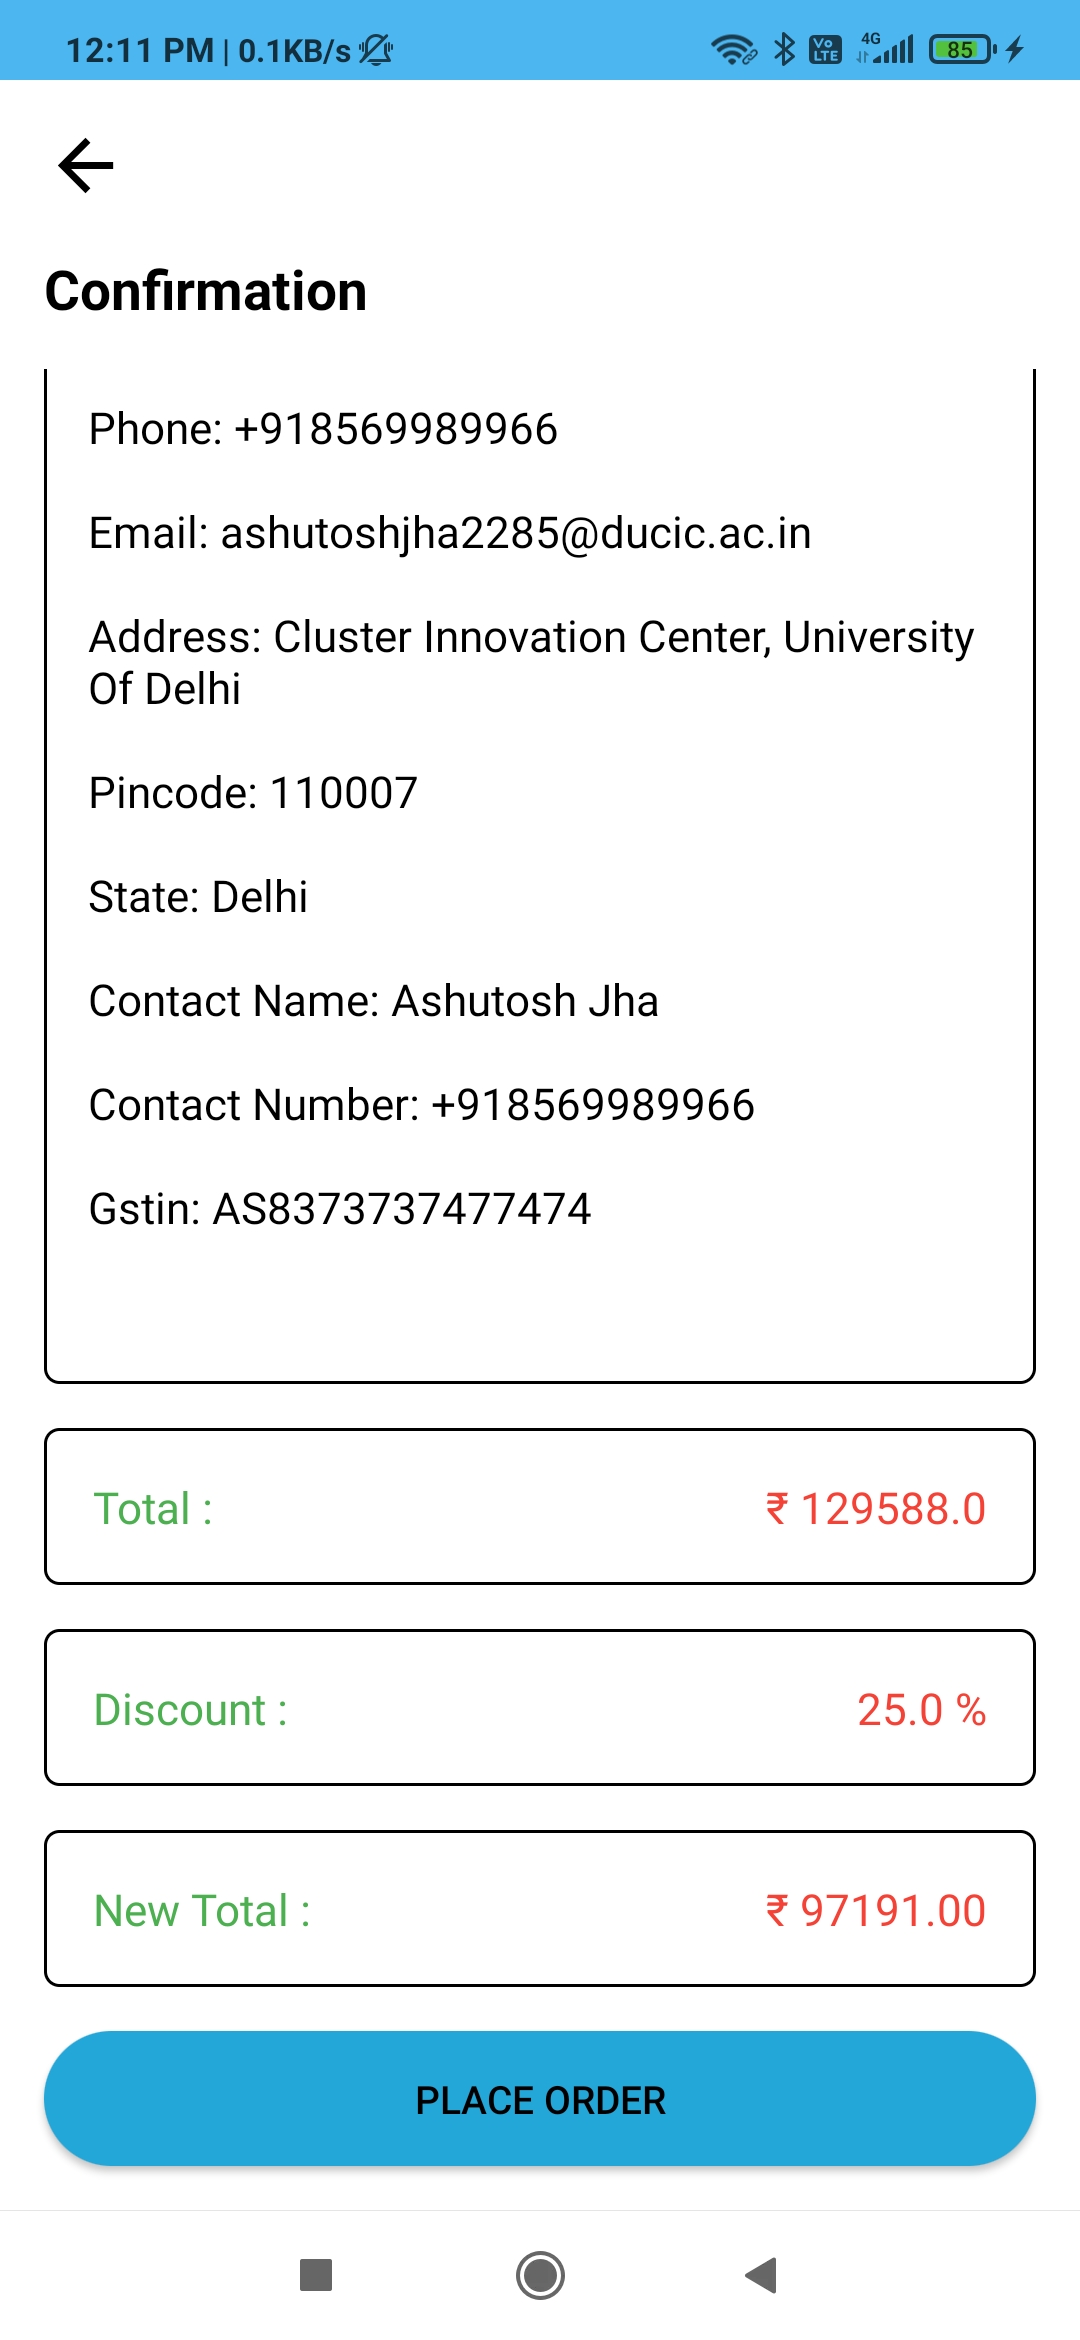 12:11 PM | 0.1KB/s
Vo LTE 4G 85
Confirmation
Phone: +918569989966
Email: ashutoshjha2285@ducic.ac.in
Address: Cluster Innovation Center, University
Of Delhi
Pincode: 110007
State: Delhi
Contact Name: Ashutosh Jha
Contact Number: +918569989966
Gstin: AS8373737477474
Total : ₹ 129588.0
Discount : 25.0 %
New Total : ₹ 97191.00
PLACE ORDER